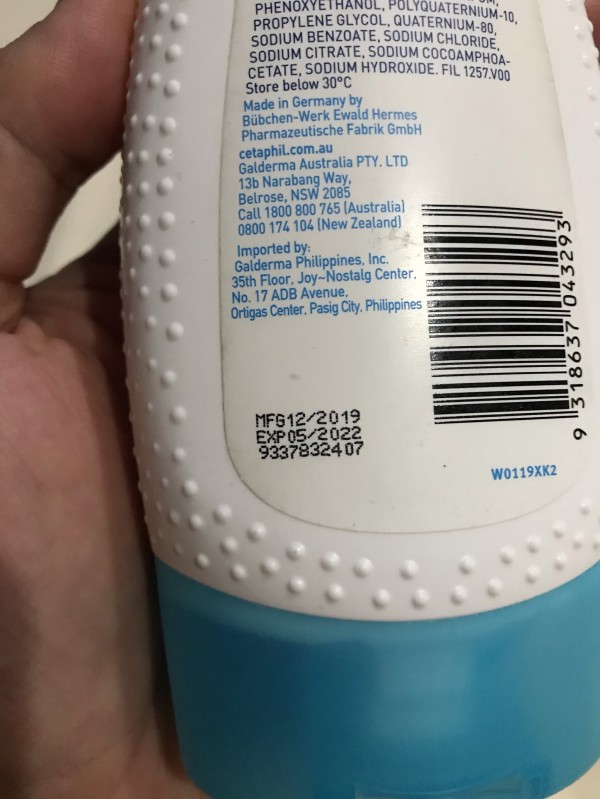 PHENOXYETHANOL, POLYQUATERNIUM-10,
PROPYLENE GLYCOL, QUATERNIUM-80,
SODIUM BENZOATE, SODIUM CHLORIDE,
SODIUM CITRATE, SODIUM COCOAMPHOA-
CETATE, SODIUM HYDROXIDE. FIL 1257.V00
Store below 30°C
Made in Germany by
Bübchen-Werk Ewald Hermes
Pharmazeutische Fabrik GmbH
cetaphil.com.au
Galderma Australia PTY. LTD
13b Narabang Way,
Belrose, NSW 2085
Call 1800 800 765 (Australia)
0800 174 104 (New Zealand)
Imported by:
Galderma Philippines, Inc.
35th Floor, Joy~Nostalg Center,
No. 17 ADB Avenue,
Ortigas Center, Pasig City, Philippines
9 318637 043293
MFG12/2019
EXP05/2022
9337832407
W0119XK2